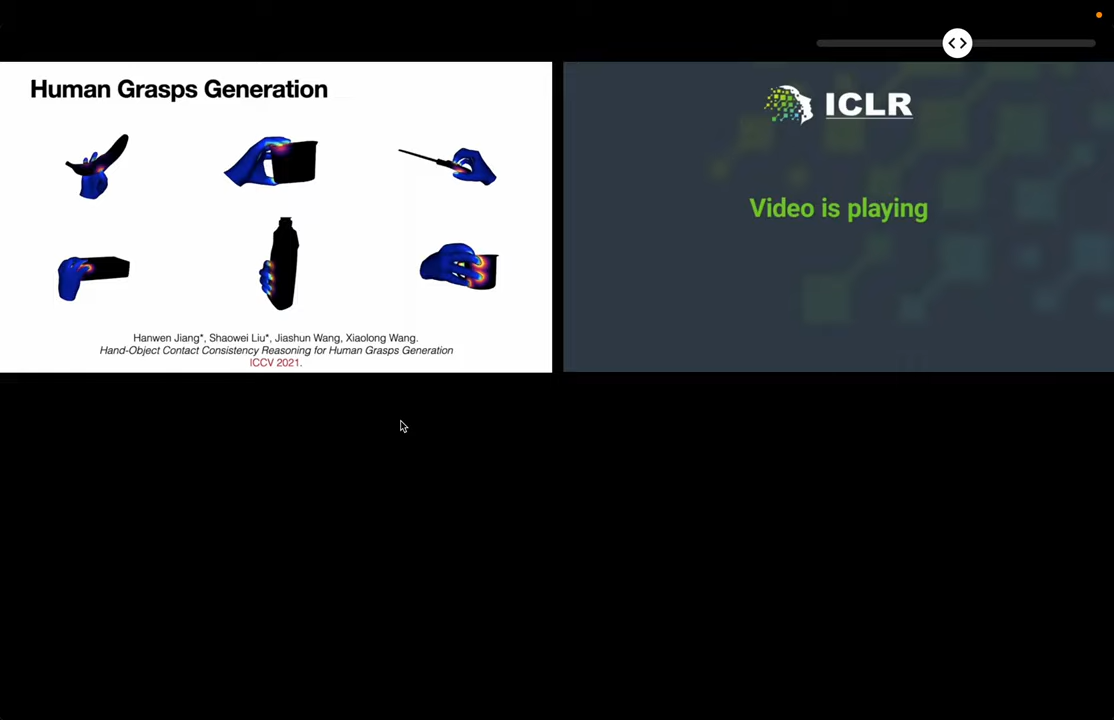 Human Grasps Generation
Hanwen Jiang*, Shaowei Liu*, Jiashun Wang, Xiaolong Wang.
Hand-Object Contact Consistency Reasoning for Human Grasps Generation
ICCV 2021.
ICLR
Video is playing